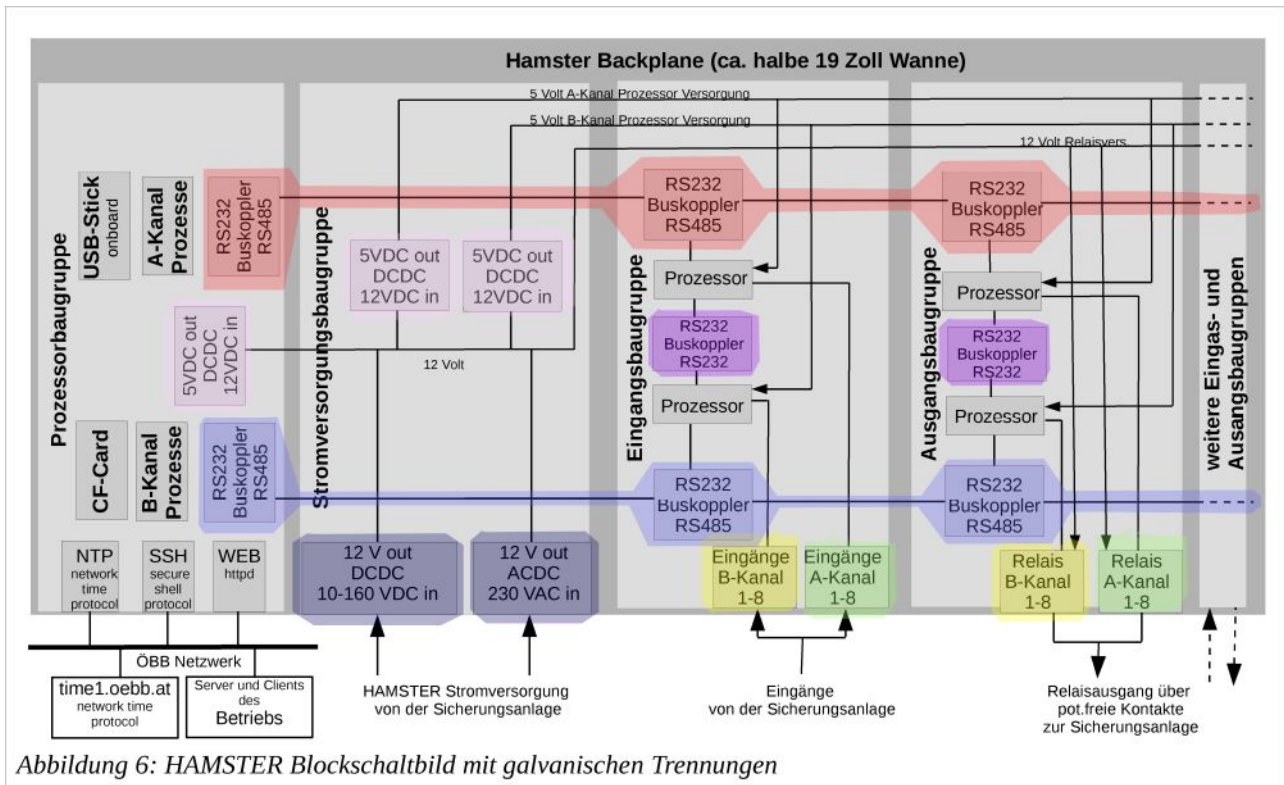 Hamster Backplane (ca. halbe 19 Zoll Wanne)
5 Volt A-Kanal Prozessor Versorgung
5 Volt B-Kanal Prozessor Versorgung
12 Volt Relaisvers.
Prozessorbaugruppe
USB-Stick
onboard
A-Kanal
Prozesse
RS232
Buskoppler
RS485
5VDC out
DCDC
12VDC in
CF-Card
B-Kanal
Prozesse
RS232
Buskoppler
RS485
NTP
network
time
protocol
SSH
secure
shell
protocol
WEB
httpd
Stromversorgungsbaugruppe
5VDC out
DCDC
12VDC in
5VDC out
DCDC
12VDC in
12 Volt
12 V out
DCDC
10-160 VDC in
12 V out
ACDC
230 VAC in
Eingangsbaugruppe
RS232
Buskoppler
RS485
Prozessor
RS232
Buskoppler
RS232
Prozessor
RS232
Buskoppler
RS485
Eingänge
B-Kanal
1-8
Eingänge
A-Kanal
1-8
Ausgangsbaugruppe
RS232
Buskoppler
RS485
Prozessor
RS232
Buskoppler
RS232
Prozessor
RS232
Buskoppler
RS485
Relais
B-Kanal
1-8
Relais
A-Kanal
1-8
weitere Eingas- und
Ausangsbaugruppen
ÖBB Netzwerk
time1.oebb.at
network time
protocol
Server und Clients
des
Betriebs
HAMSTER Stromversorgung
von der Sicherungsanlage
Eingänge
von der Sicherungsanlage
Relaisausgang über
pot.freie Kontakte
zur Sicherungsanlage
Abbildung 6: HAMSTER Blockschaltbild mit galvanischen Trennungen